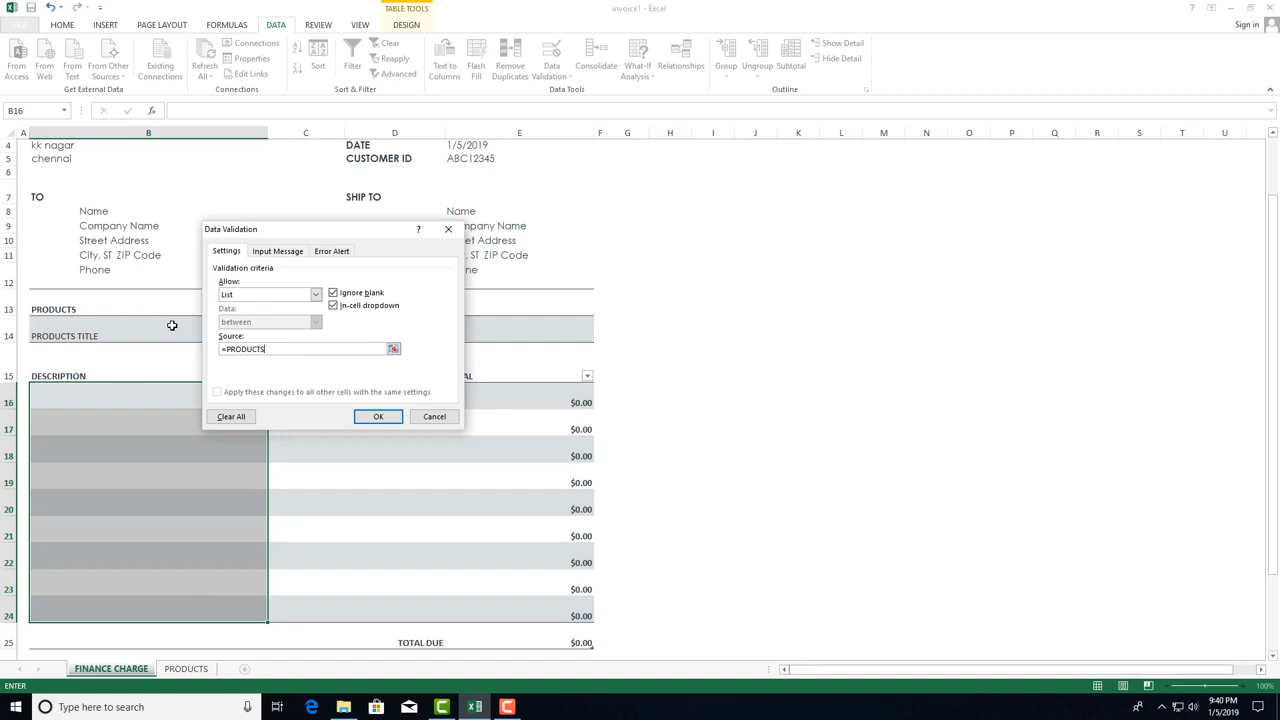 TABLE TOOLS
invoice1 - Excel
HOME INSERT PAGE LAYOUT FORMULAS DATA REVIEW VIEW DESIGN Sign in
From Access
From Web
From Text
From Other Sources
Existing Connections
Refresh All
Connections
Properties
Edit Links
Sort
Filter
Clear
Reapply
Advanced
Text to Columns
Flash Fill
Remove Duplicates
Data Validation
Consolidate
What-If Analysis
Relationships
Group
Ungroup
Subtotal
Show Detail
Hide Detail
Get External Data Connections Sort & Filter Data Tools Outline
B16 fx
A B C D E F G H I J K L M N O P Q R S T U
4 kk nagar DATE 1/5/2019
5 chennai CUSTOMER ID ABC12345
6
7 TO SHIP TO
8 Name Name
9 Company Name ompany Name
10 Street Address eet Address
11 City, ST ZIP Code y, ST ZIP Code
Phone one
12
13 PRODUCTS
14 PRODUCTS TITLE
15 DESCRIPTION AL
16 $0.00
17 $0.00
18 $0.00
19 $0.00
20 $0.00
21 $0.00
22 $0.00
23 $0.00
24 $0.00
25 TOTAL DUE $0.00
Data Validation ?
Settings Input Message Error Alert
Validation criteria
Allow:
List Ignore blank
In-cell dropdown
Data:
between
Source:
=PRODUCTS
Apply these changes to all other cells with the same settings
Clear All OK Cancel
FINANCE CHARGE PRODUCTS
ENTER 100%
Type here to search
9:40 PM
1/5/2019